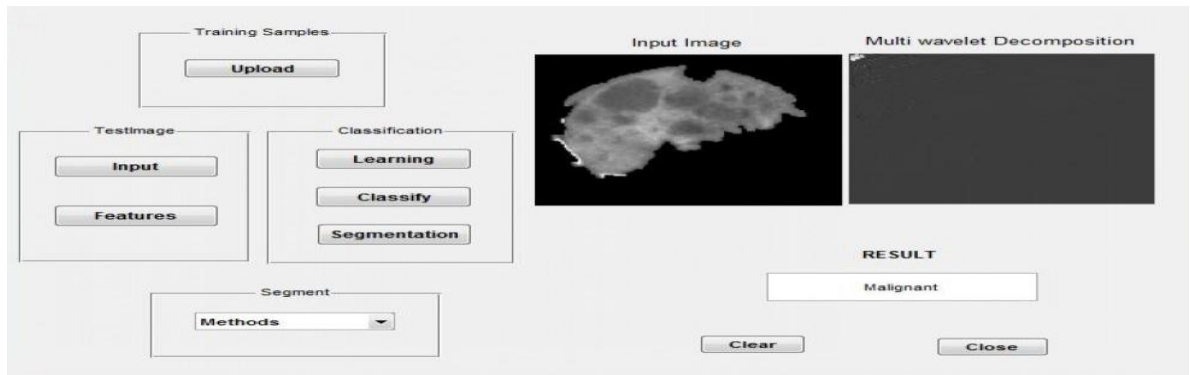 Training Samples
Upload
TestImage
Input
Features
Classification
Learning
Classify
Segmentation
Segment
Methods
Input Image
Multi wavelet Decomposition
RESULT
Malignant
Clear
Close